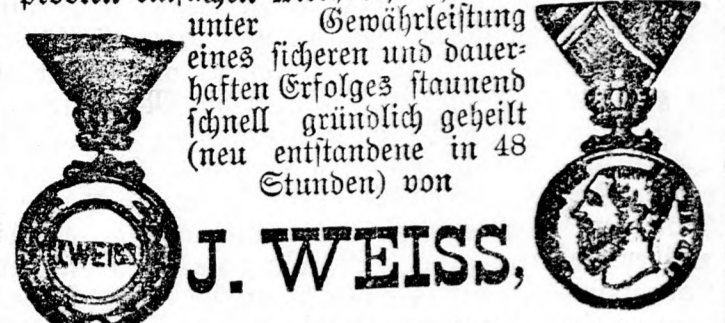 unter Gewährleiſtung
eines ſicheren und dauer⸗
haften Erfolges ſtaunend
ſchnell gründlich geheilt
(neu entſtandene in 48
Stunden) von
J. WEISS
J. WEISS,